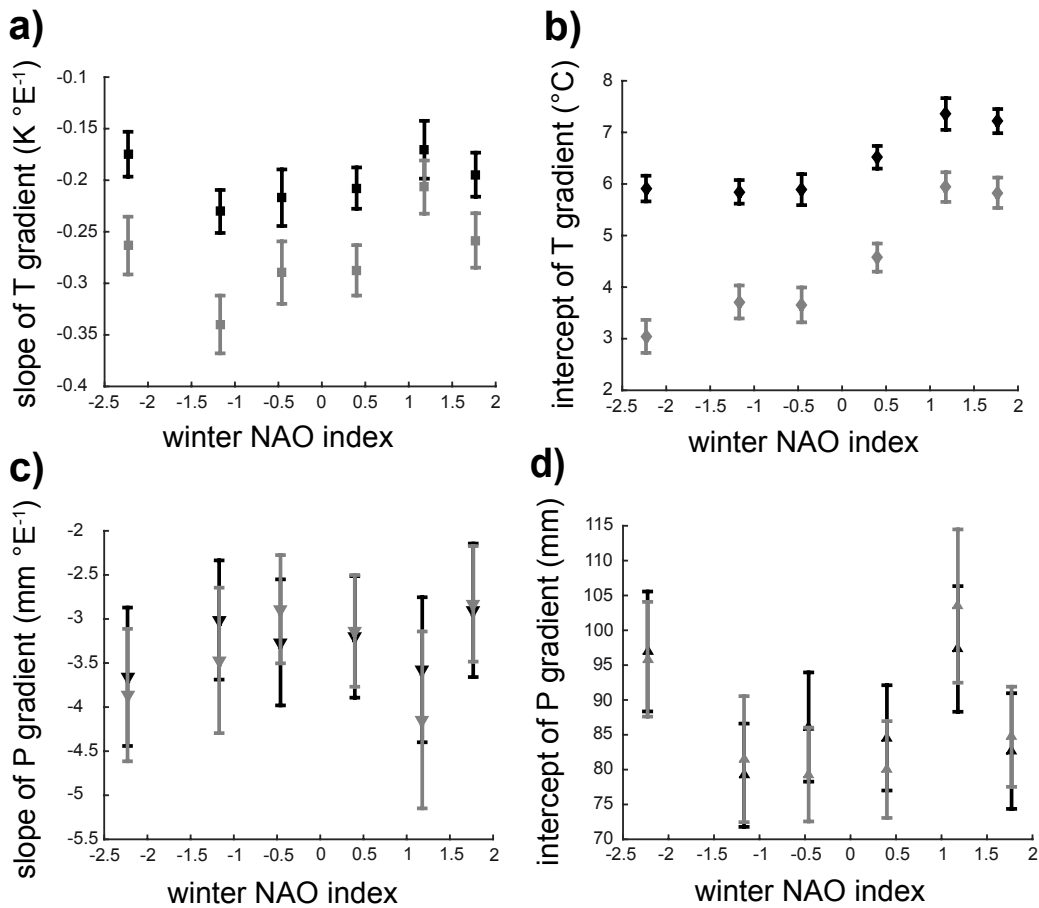 a)
slope of T gradient (K °E⁻¹)
-0.1
-0.15
-0.2
-0.25
-0.3
-0.35
-0.4
-2.5 -2 -1.5 -1 -0.5 0 0.5 1 1.5 2
winter NAO index
b)
intercept of T gradient (°C)
8
7
6
5
4
3
2
-2.5 -2 -1.5 -1 -0.5 0 0.5 1 1.5 2
winter NAO index
c)
slope of P gradient (mm °E⁻¹)
-2
-2.5
-3
-3.5
-4
-4.5
-5
-5.5
-2.5 -2 -1.5 -1 -0.5 0 0.5 1 1.5 2
winter NAO index
d)
intercept of P gradient (mm)
115
110
105
100
95
90
85
80
75
70
-2.5 -2 -1.5 -1 -0.5 0 0.5 1 1.5 2
winter NAO index